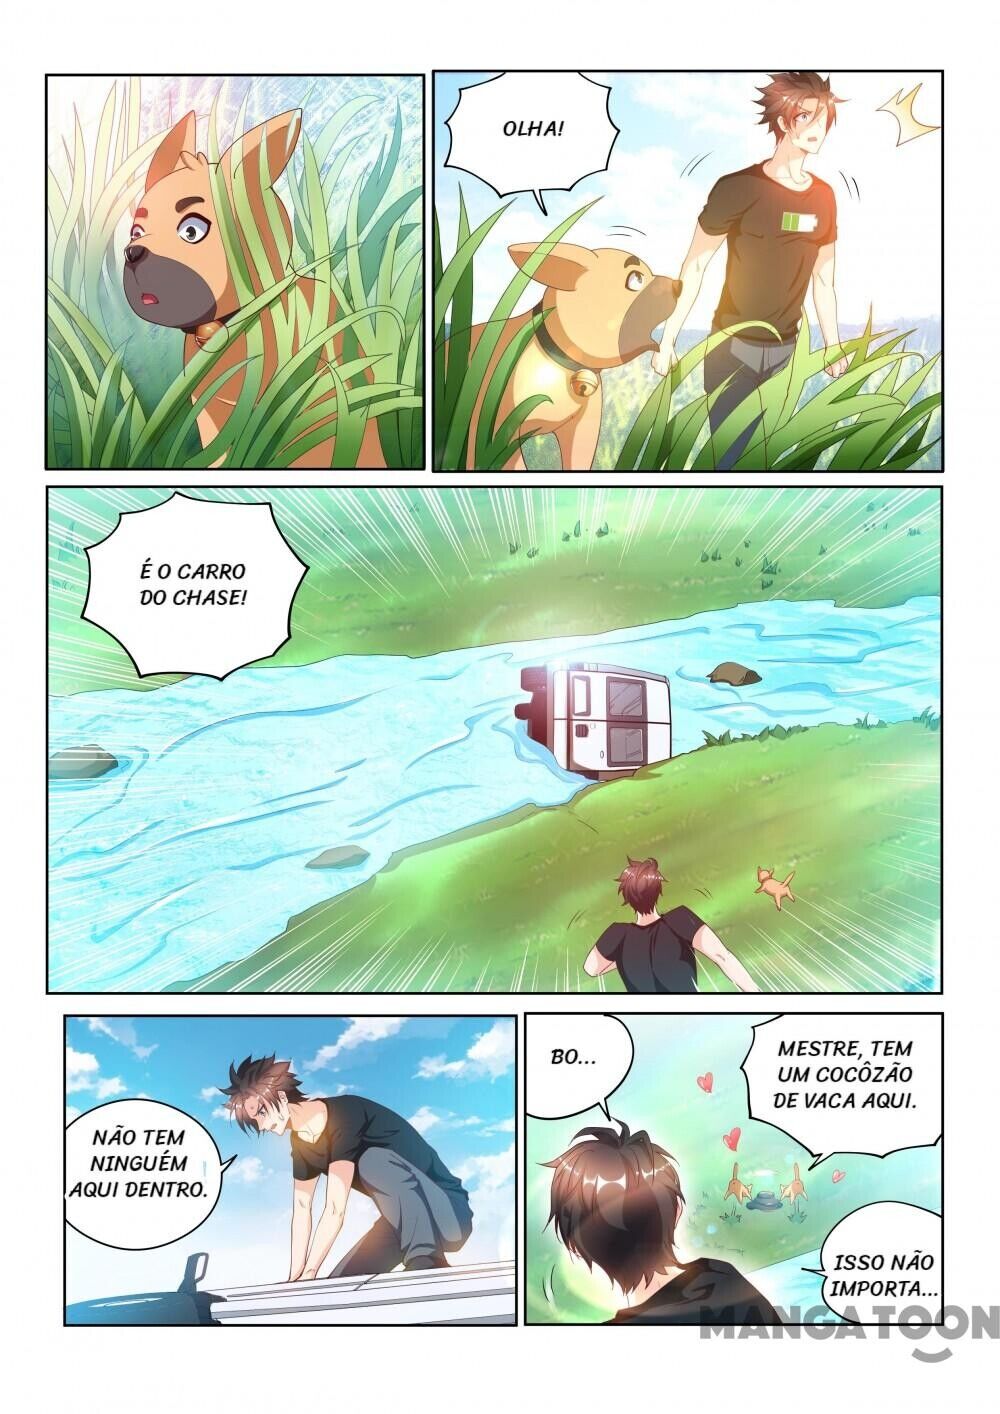 OLHA!
É O CARRO
DO CHASE!
NÃO TEM
NINGUÉM
AQUI DENTRO.
BO...
MESTRE, TEM
UM COCÔZÃO
DE VACA AQUI.
ISSO NÃO
IMPORTA...
MANGATOON